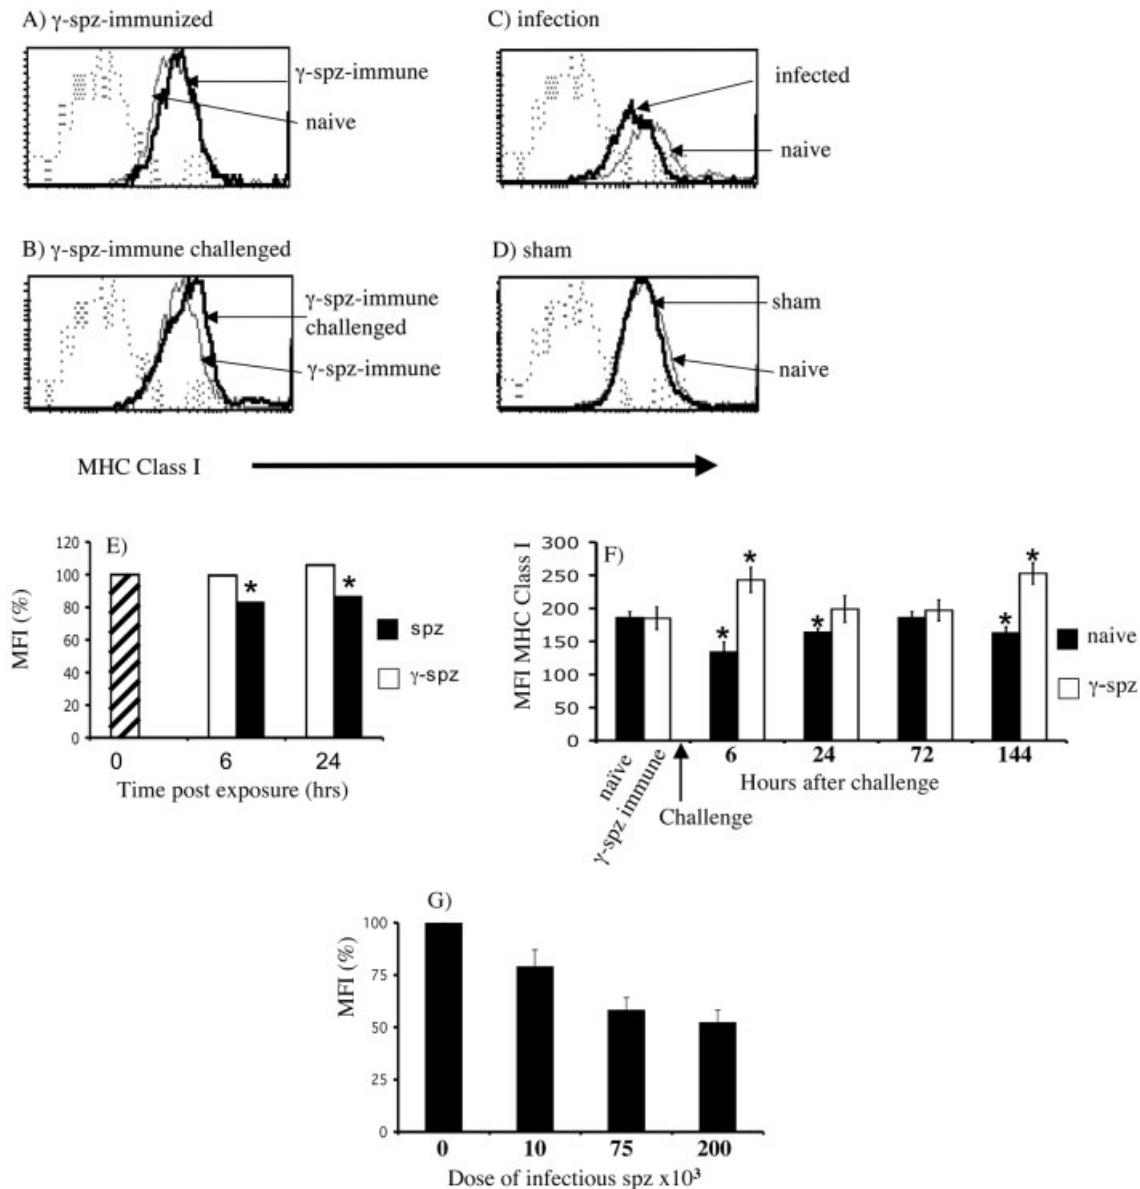 A) γ-spz-immunized
γ-spz-immune
naive
C) infection
infected
naive
B) γ-spz-immune challenged
γ-spz-immune
challenged
γ-spz-immune
D) sham
sham
naive
MHC Class I
E)
MFI (%)
120
100
80
60
40
20
0
0 6 24
Time post exposure (hrs)
* *
spz
γ-spz
F)
MFI MHC Class I
300
250
200
150
100
50
0
* * * * *
naïve
γ-spz immune
Challenge
6 24 72 144
Hours after challenge
naive
γ-spz
G)
MFI (%)
100
75
50
25
0
0 10 75 200
Dose of infectious spz x10³